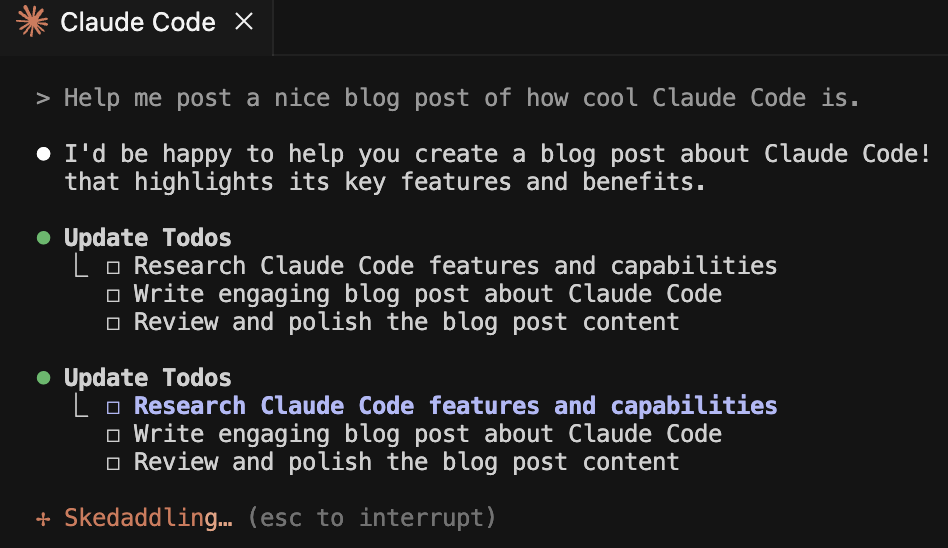 Claude Code ×
> Help me post a nice blog post of how cool Claude Code is.
● I'd be happy to help you create a blog post about Claude Code!
that highlights its key features and benefits.
● Update Todos
⎿ ☐ Research Claude Code features and capabilities
☐ Write engaging blog post about Claude Code
☐ Review and polish the blog post content
● Update Todos
⎿ ☐ Research Claude Code features and capabilities
☐ Write engaging blog post about Claude Code
☐ Review and polish the blog post content
✢ Skedaddling… (esc to interrupt)